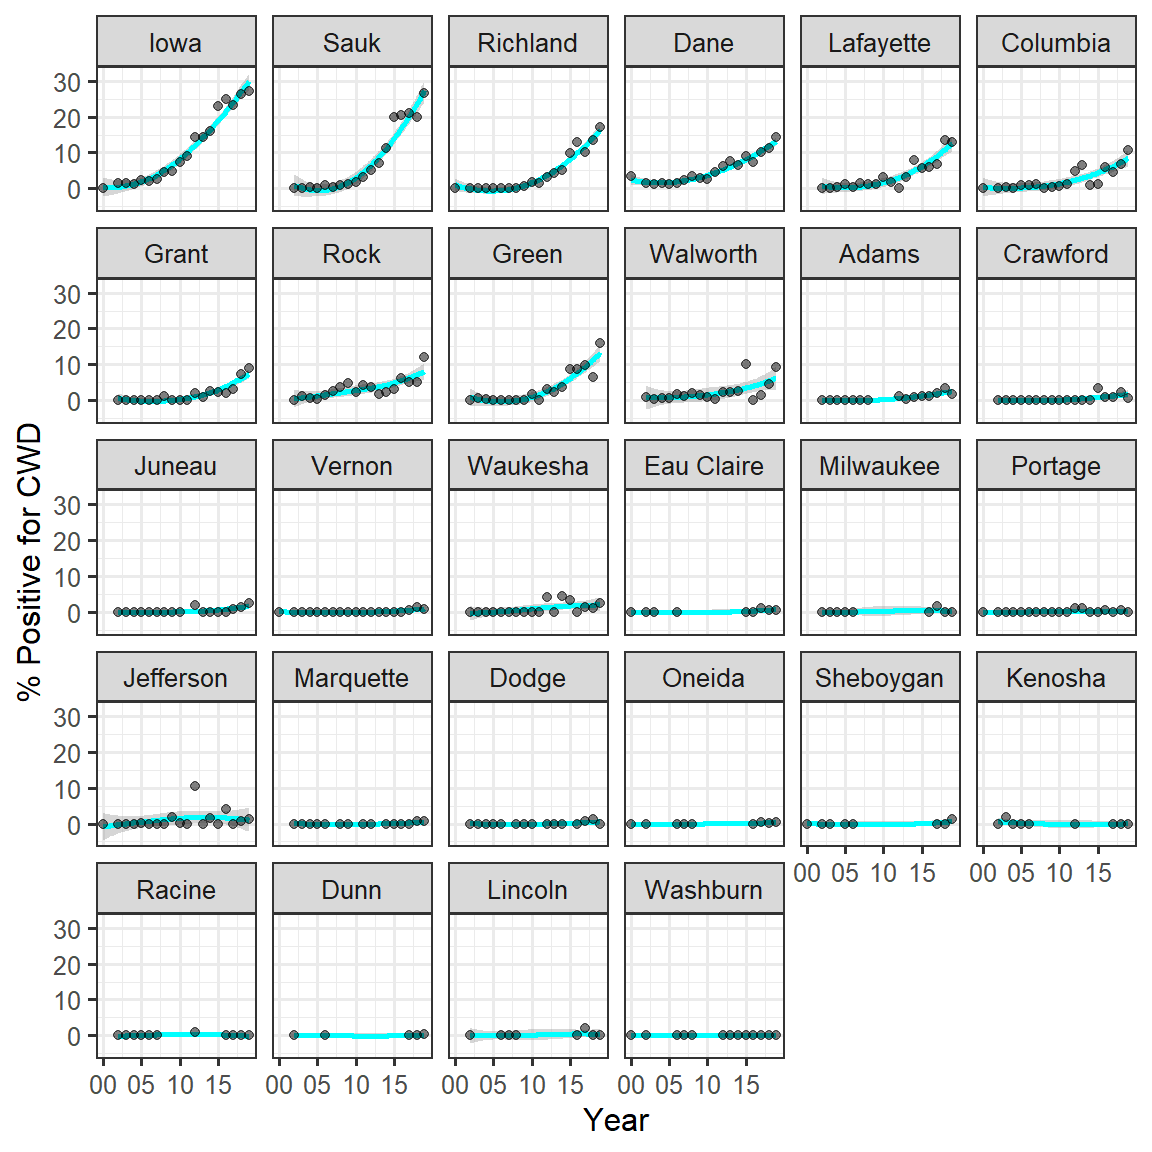 Iowa Sauk Richland Dane Lafayette Columbia
30
20
10
0
Grant Rock Green Walworth Adams Crawford
30
20
10
0
Juneau Vernon Waukesha Eau Claire Milwaukee Portage
30
20
10
0
% Positive for CWD
Jefferson Marquette Dodge Oneida Sheboygan Kenosha
30
20
10
0
00 05 10 15 00 05 10 15
Racine Dunn Lincoln Washburn
30
20
10
0
00 05 10 15 00 05 10 15 00 05 10 15 00 05 10 15
Year